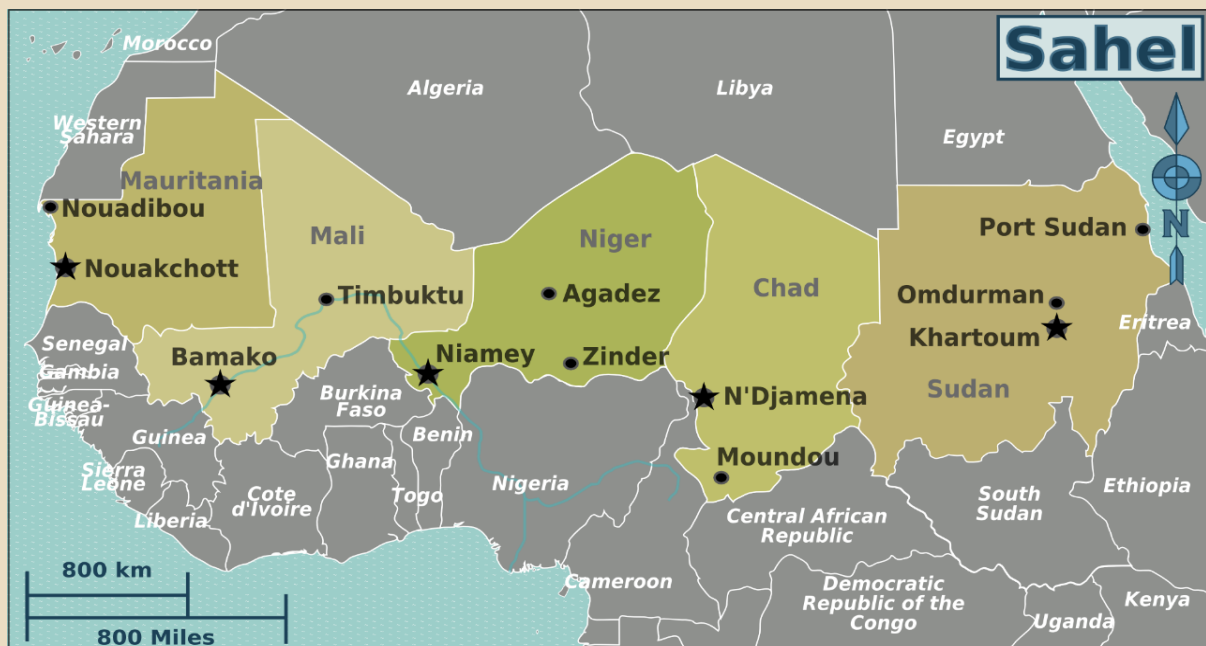 Sahel
Morocco
Algeria
Libya
Egypt
Western
Sahara
Mauritania
Nouadibou
Nouakchott
Mali
Timbuktu
Bamako
Niger
Agadez
Zinder
Niamey
Chad
N'Djamena
Moundou
Port Sudan
Omdurman
Khartoum
Sudan
N
Eritrea
Senegal
Gambia
Guinea-
Bissau
Guinea
Sierra
Leone
Liberia
Cote
d'Ivoire
Burkina
Faso
Ghana
Togo
Benin
Nigeria
Cameroon
Central African
Republic
South
Sudan
Ethiopia
Democratic
Republic of the
Congo
Uganda
Kenya
800 km
800 Miles